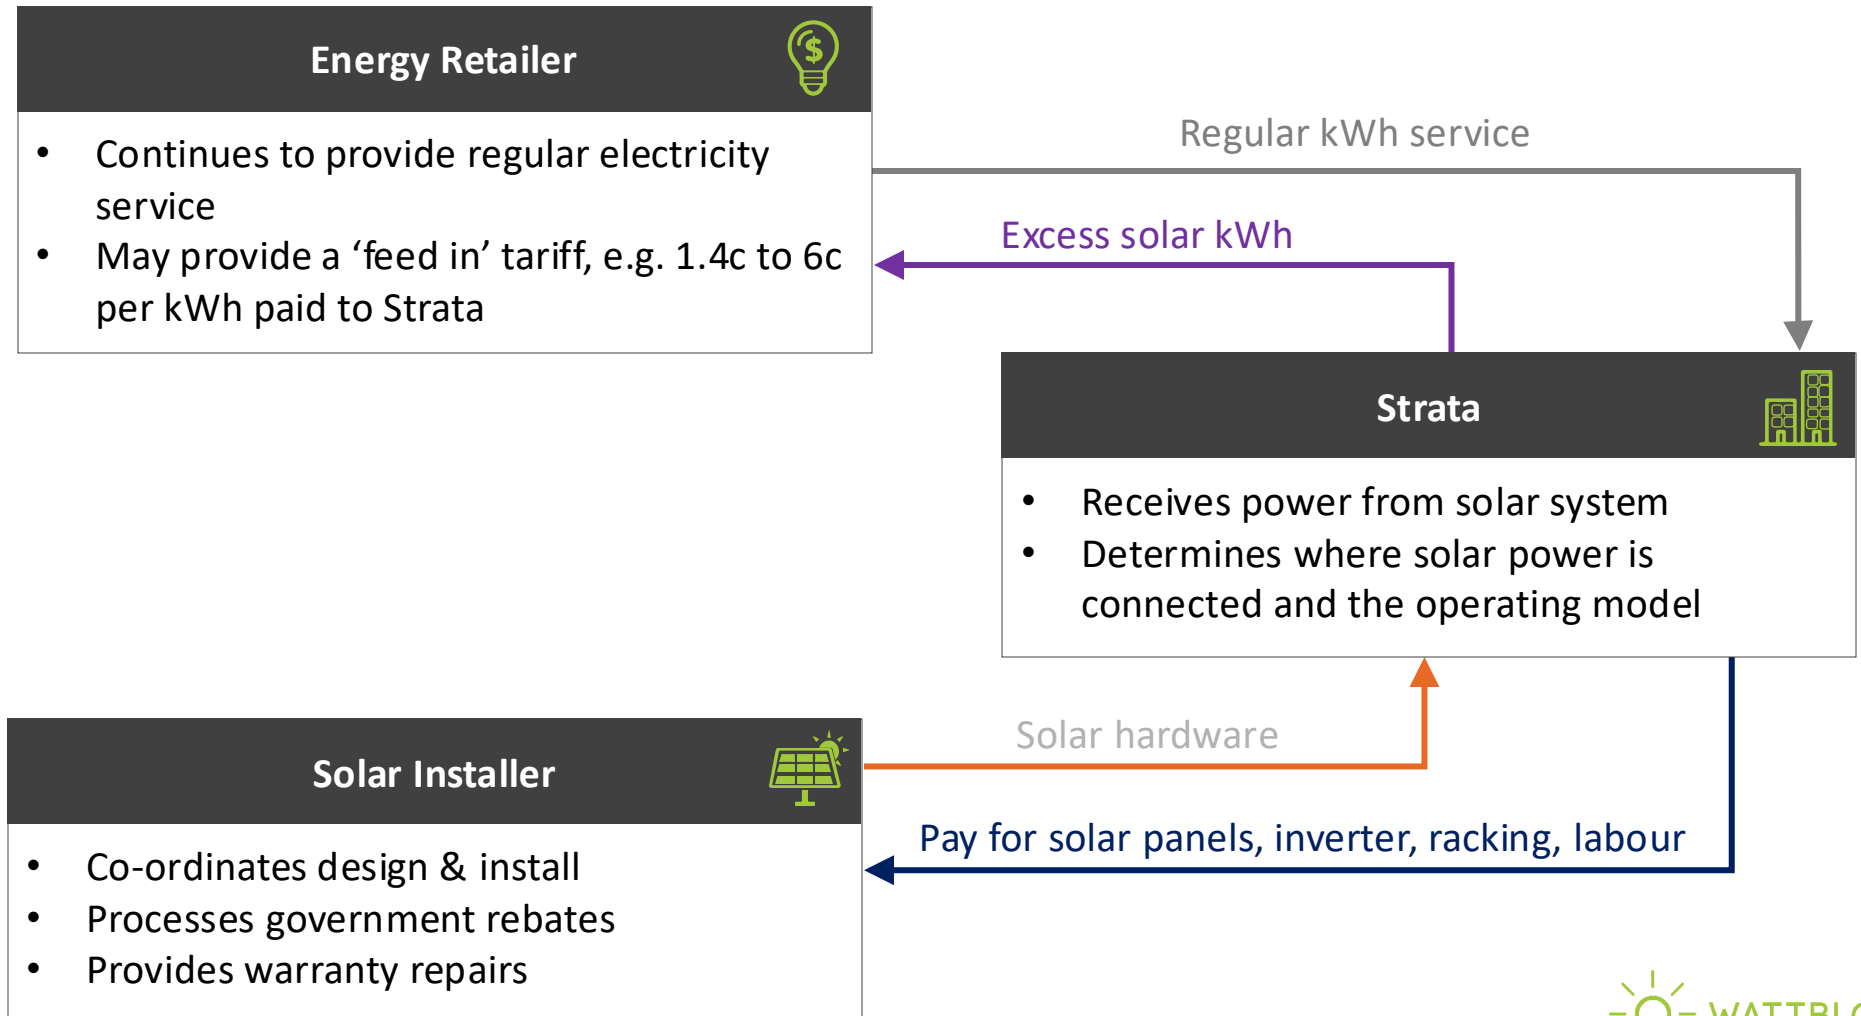 Energy Retailer
$
• Continues to provide regular electricity
service
• May provide a ‘feed in’ tariff, e.g. 1.4c to 6c
per kWh paid to Strata
Regular kWh service
Excess solar kWh
Strata
• Receives power from solar system
• Determines where solar power is
connected and the operating model
Solar hardware
Pay for solar panels, inverter, racking, labour
Solar Installer
• Co-ordinates design & install
• Processes government rebates
• Provides warranty repairs